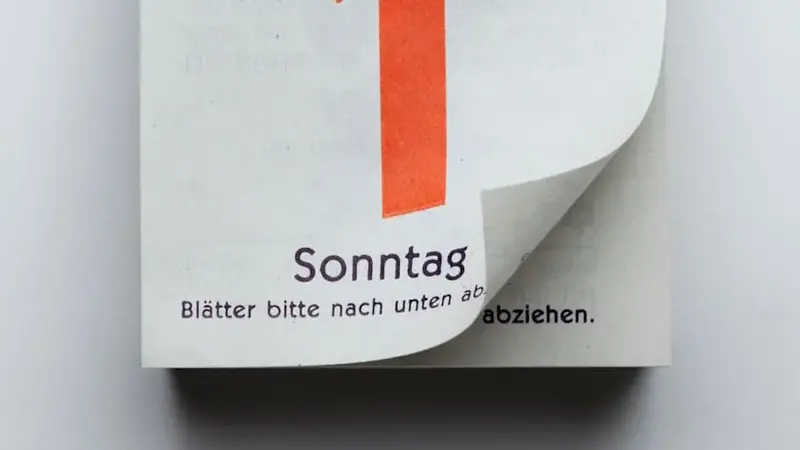 Sonntag
Blätter bitte nach unten ab-
abziehen.